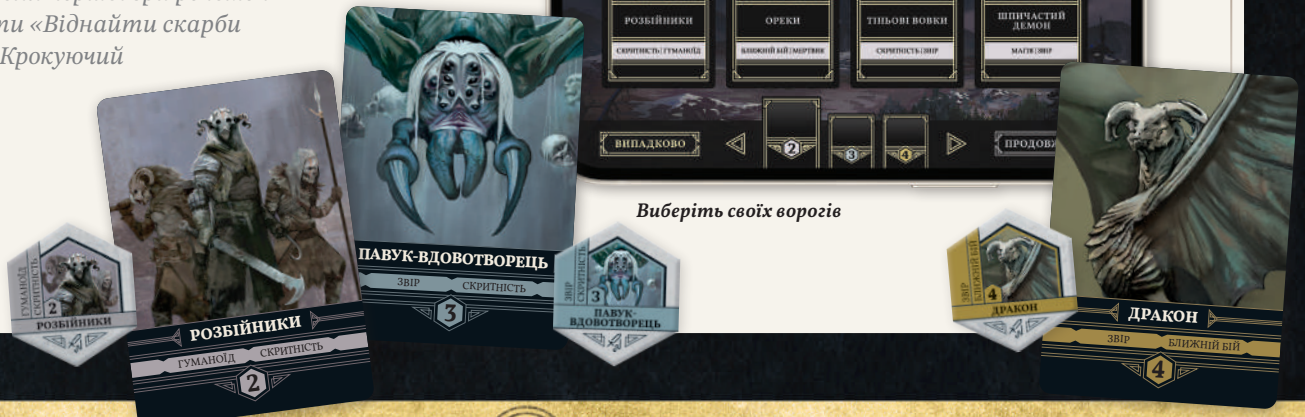 ти «Віднайти скарби
Крокуючий
РОЗБІЙНИКИ
СКРИТНІСТЬ / ГУМАНОЇД
ОРЕКИ
БЛИЖНІЙ БІЙ / МЕРТВЯК
ТІНЬОВІ ВОВКИ
СКРИТНІСТЬ / ЗВІР
ШПИЧАСТИЙ
ДЕМОН
МАГІЯ / ЗВІР
ВИПАДКОВО
2
3
4
ПРОДОВЖ
Виберіть своїх ворогів
ГУМАНОЇД
СКРИТНІСТЬ
2
РОЗБІЙНИКИ
РОЗБІЙНИКИ
ГУМАНОЇД СКРИТНІСТЬ
2
ПАВУК-ВДОВОТВОРЕЦЬ
ЗВІР СКРИТНІСТЬ
3
ЗВІР
СКРИТНІСТЬ
3
ПАВУК-
ВДОВОТВОРЕЦЬ
ЗВІР
БЛИЖНІЙ БІЙ
4
ДРАКОН
ДРАКОН
ЗВІР БЛИЖНІЙ БІЙ
4